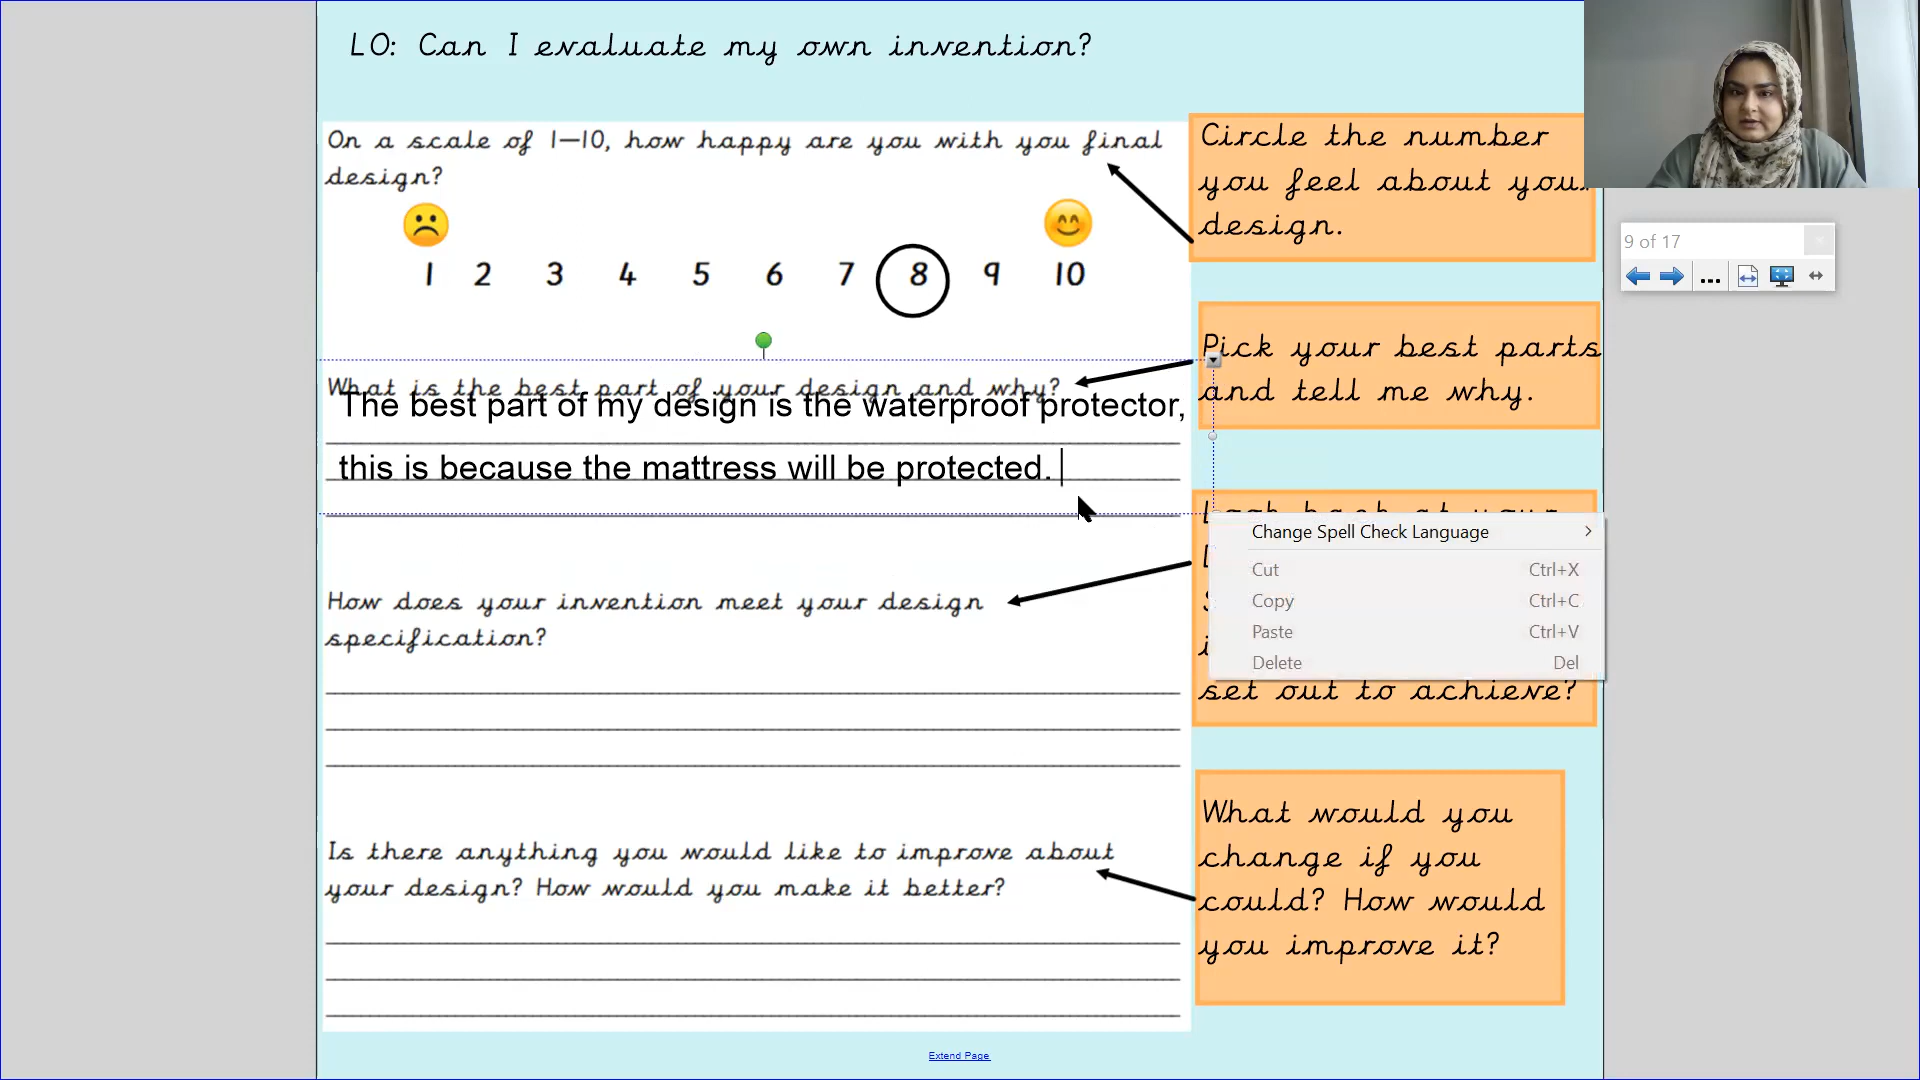 LO: Can I evaluate my own invention?
On a scale of 1-10, how happy are you with you final
design?
1 2 3 4 5 6 7 8 9 10
What is the best part of your design and why?
The best part of my design is the waterproof protector,
this is because the mattress will be protected.
How does your invention meet your design
specification?
Is there anything you would like to improve about
your design? How would you make it better?
Circle the number
you feel about your
design.
Pick your best parts
and tell me why.
Look back at your
set out to achieve?
What would you
change if you
could? How would
you improve it?
9 of 17
Change Spell Check Language
Cut Ctrl+X
Copy Ctrl+C
Paste Ctrl+V
Delete Del
Extend Page